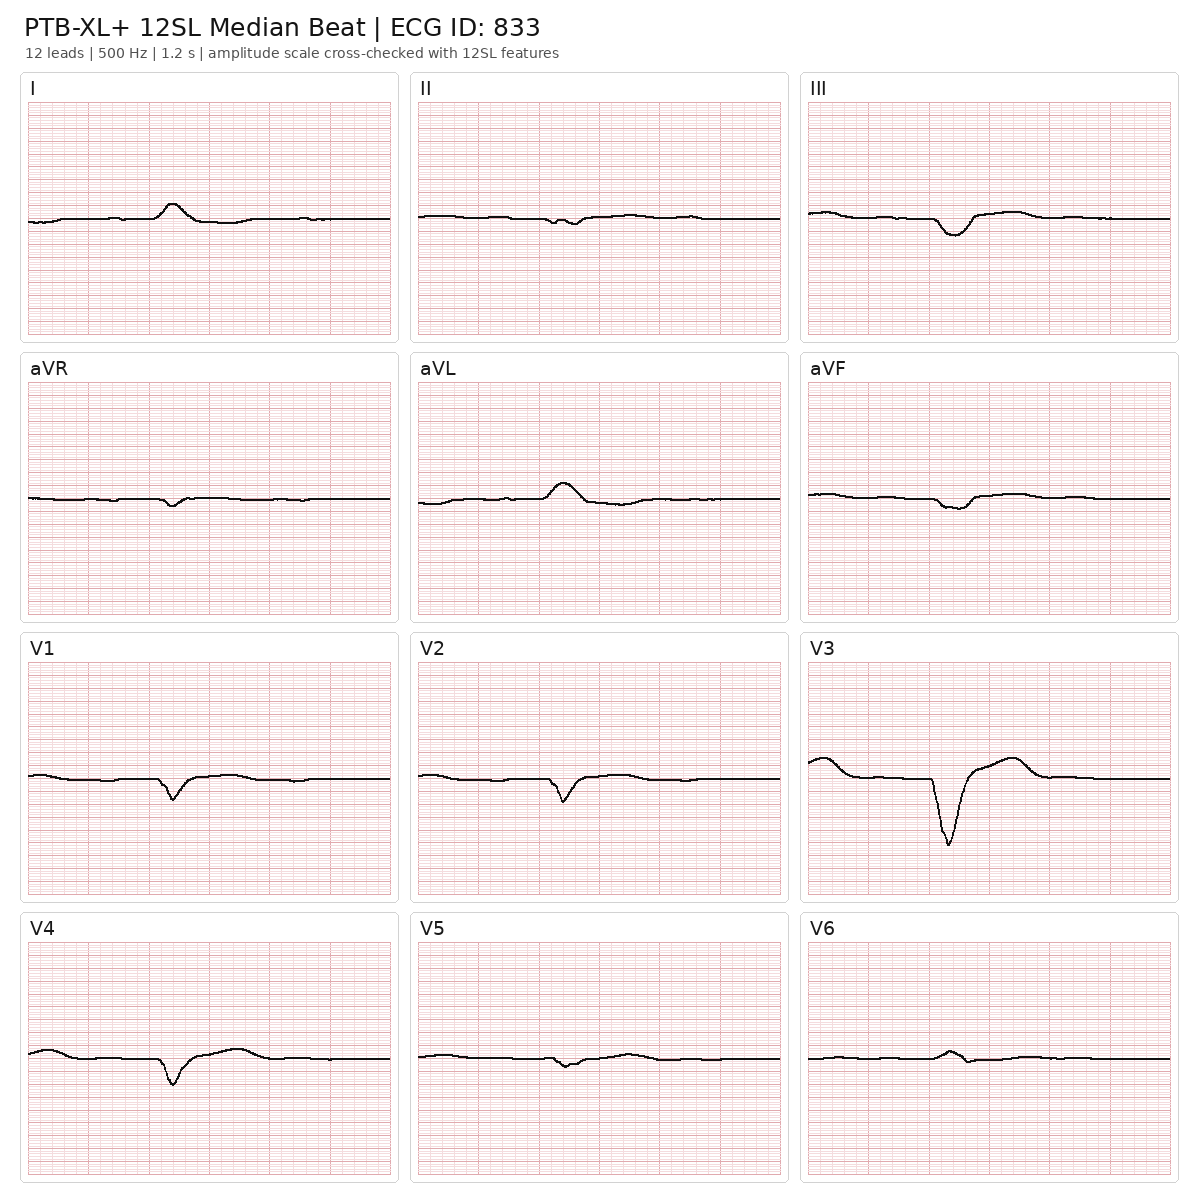 PTB-XL+ 12SL Median Beat | ECG ID: 833
12 leads | 500 Hz | 1.2 s | amplitude scale cross-checked with 12SL features
I
II
III
aVR
aVL
aVF
V1
V2
V3
V4
V5
V6